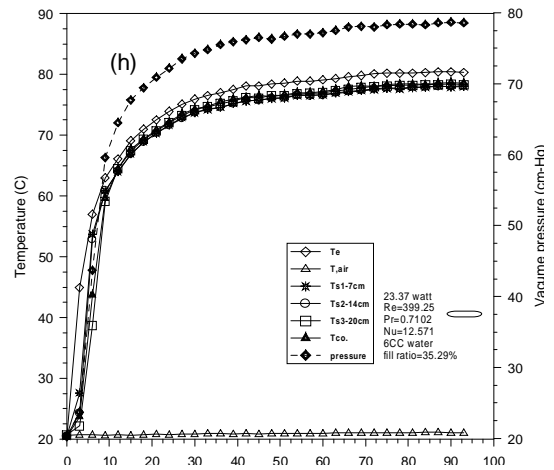 (h)
Temperature (C)
90
80
70
60
50
40
30
20
Te
T,air
Ts1-7cm
Ts2-14cm
Ts3-20cm
Tco.
pressure
23.37 watt
Re=399.25
Pr=0.7102
Nu=12.571
6CC water
fill ratio=35.29%
80
70
60
50
40
30
20
Vacume pressure (cm-Hg)
0 10 20 30 40 50 60 70 80 90 100